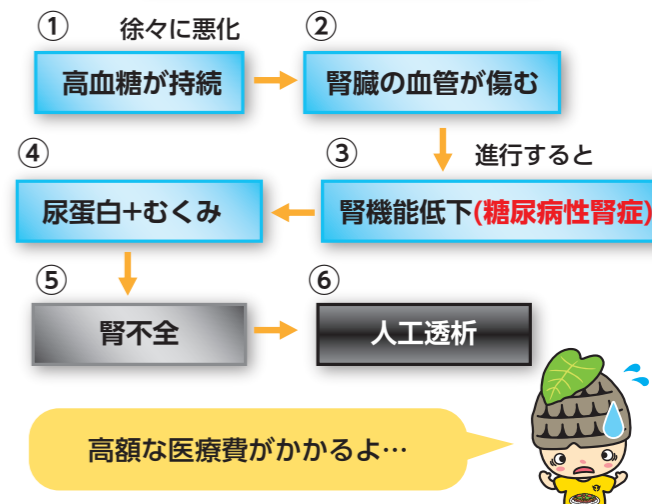 ① 徐々に悪化 ②
高血糖が持続
腎臓の血管が傷む
④ ③ 進行すると
尿蛋白+むくみ
腎機能低下(糖尿病性腎症)
⑤ ⑥
腎不全
人工透析
高額な医療費がかかるよ…